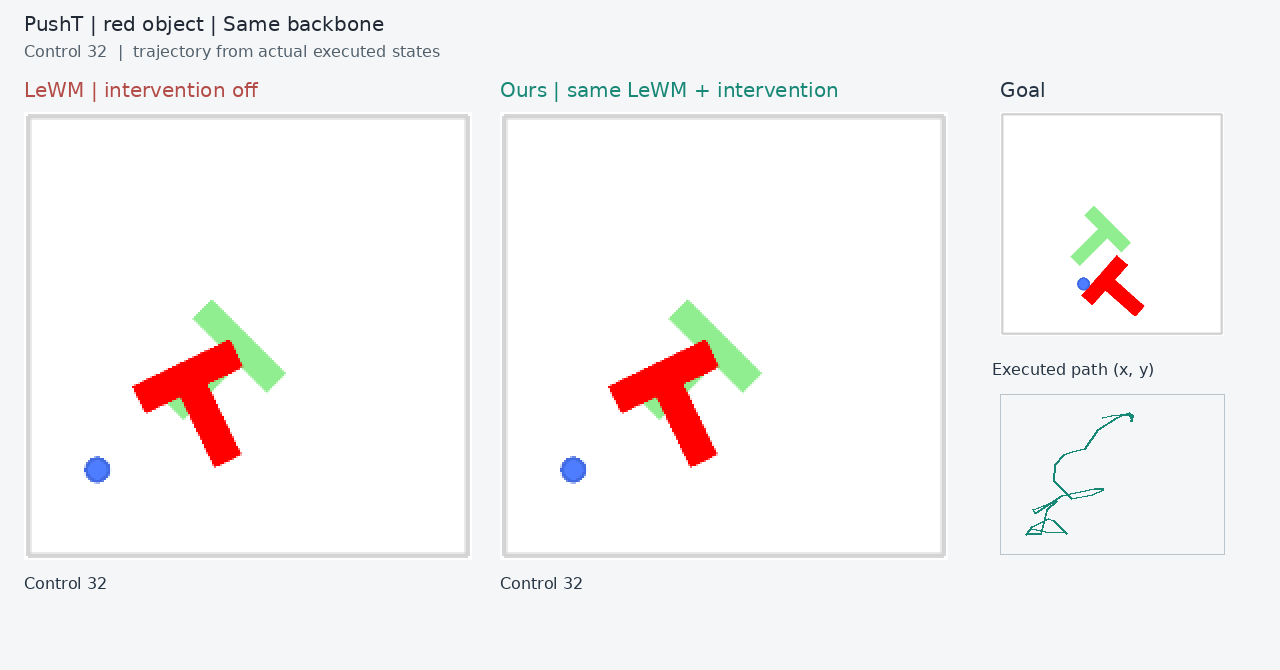 PushT | red object | Same backbone
Control 32 | trajectory from actual executed states
LeWM | intervention off
Ours | same LeWM + intervention
Goal
Executed path (x, y)
Control 32
Control 32